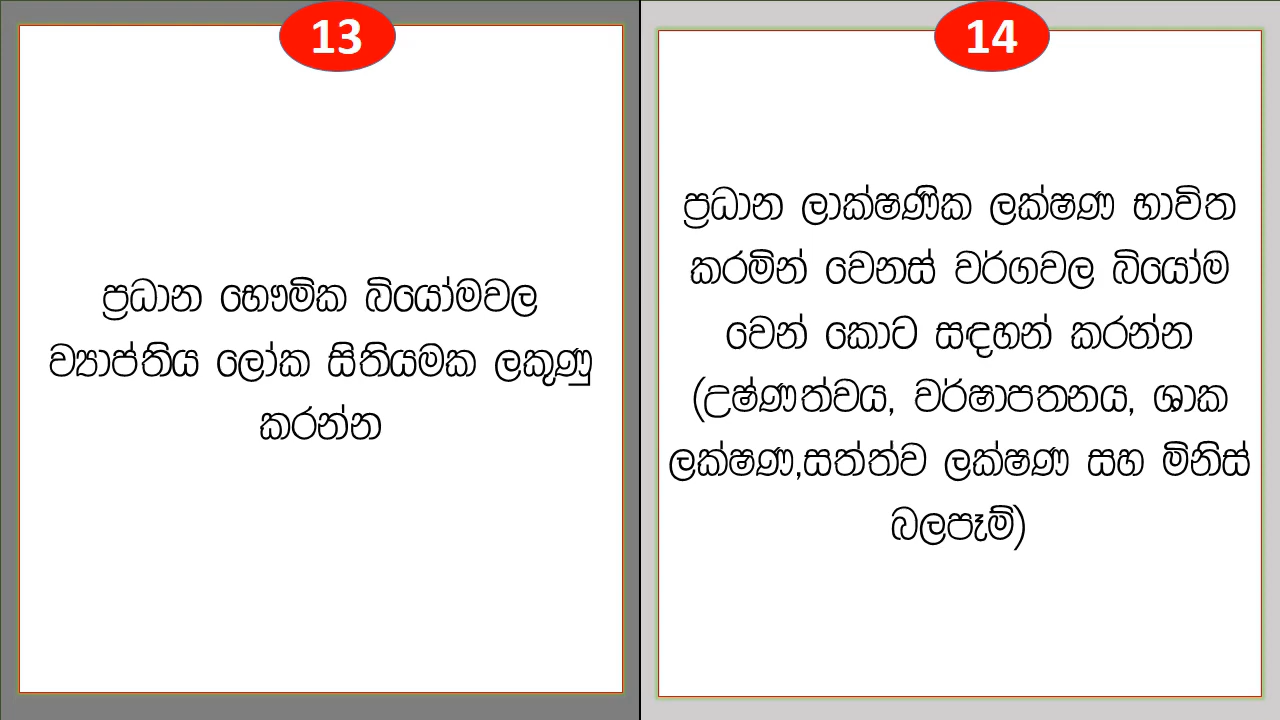 13
ප්‍රධාන භෞමික බියෝමවල
ව්‍යාප්තිය ලෝක සිතියමක ලකුණු
කරන්න
14
ප්‍රධාන ලාක්ෂණික ලක්ෂණ භාවිත
කරමින් වෙනස් වර්ගවල බියෝම
වෙන් කොට සඳහන් කරන්න
(උෂ්ණත්වය, වර්ෂාපතනය, ශාක
ලක්ෂණ,සත්ත්ව ලක්ෂණ සහ මිනිස්
බලපෑම්)